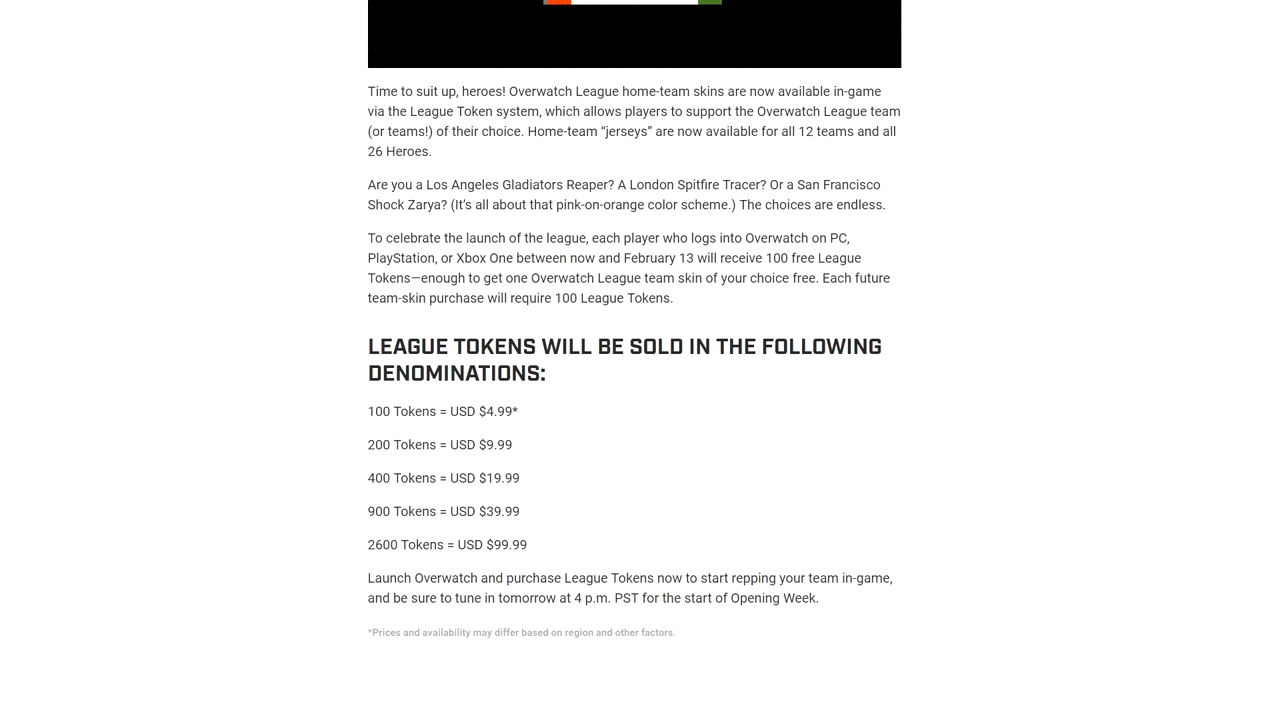 Time to suit up, heroes! Overwatch League home-team skins are now available in-game
via the League Token system, which allows players to support the Overwatch League team
(or teams!) of their choice. Home-team “jerseys” are now available for all 12 teams and all
26 Heroes.
Are you a Los Angeles Gladiators Reaper? A London Spitfire Tracer? Or a San Francisco
Shock Zarya? (It’s all about that pink-on-orange color scheme.) The choices are endless.
To celebrate the launch of the league, each player who logs into Overwatch on PC,
PlayStation, or Xbox One between now and February 13 will receive 100 free League
Tokens—enough to get one Overwatch League team skin of your choice free. Each future
team-skin purchase will require 100 League Tokens.
LEAGUE TOKENS WILL BE SOLD IN THE FOLLOWING
DENOMINATIONS:
100 Tokens = USD $4.99*
200 Tokens = USD $9.99
400 Tokens = USD $19.99
900 Tokens = USD $39.99
2600 Tokens = USD $99.99
Launch Overwatch and purchase League Tokens now to start repping your team in-game,
and be sure to tune in tomorrow at 4 p.m. PST for the start of Opening Week.
*Prices and availability may differ based on region and other factors.